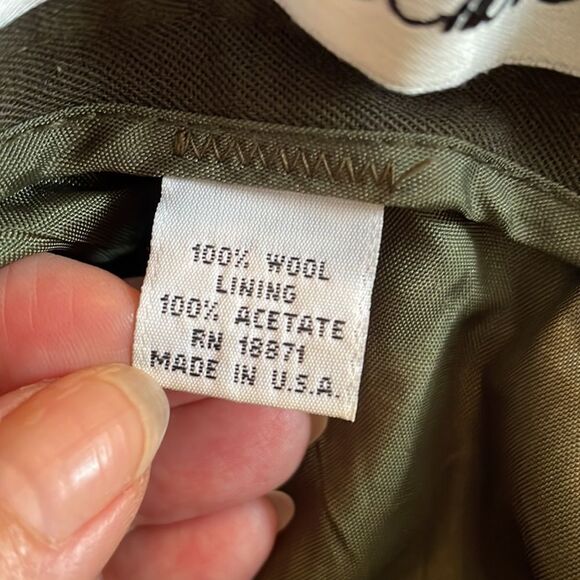 100% WOOL
LINING
100% ACETATE
RN 18871
MADE IN U.S.A.